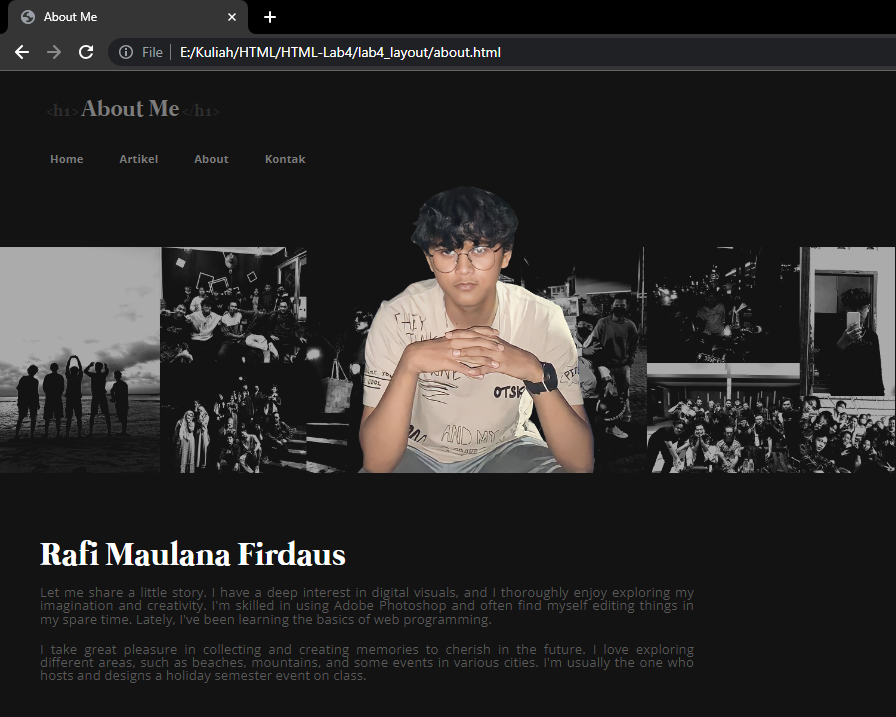 About Me
File
E:/Kuliah/HTML/HTML-Lab4/lab4_layout/about.html
<h1>About Me</h1>
Home Artikel About Kontak
THEY
OTSK
AND MY
Rafi Maulana Firdaus
Let me share a little story. I have a deep interest in digital visuals, and I thoroughly enjoy exploring my
imagination and creativity. I'm skilled in using Adobe Photoshop and often find myself editing things in
my spare time. Lately, I've been learning the basics of web programming.
I take great pleasure in collecting and creating memories to cherish in the future. I love exploring
different areas, such as beaches, mountains, and some events in various cities. I'm usually the one who
hosts and designs a holiday semester event on class.